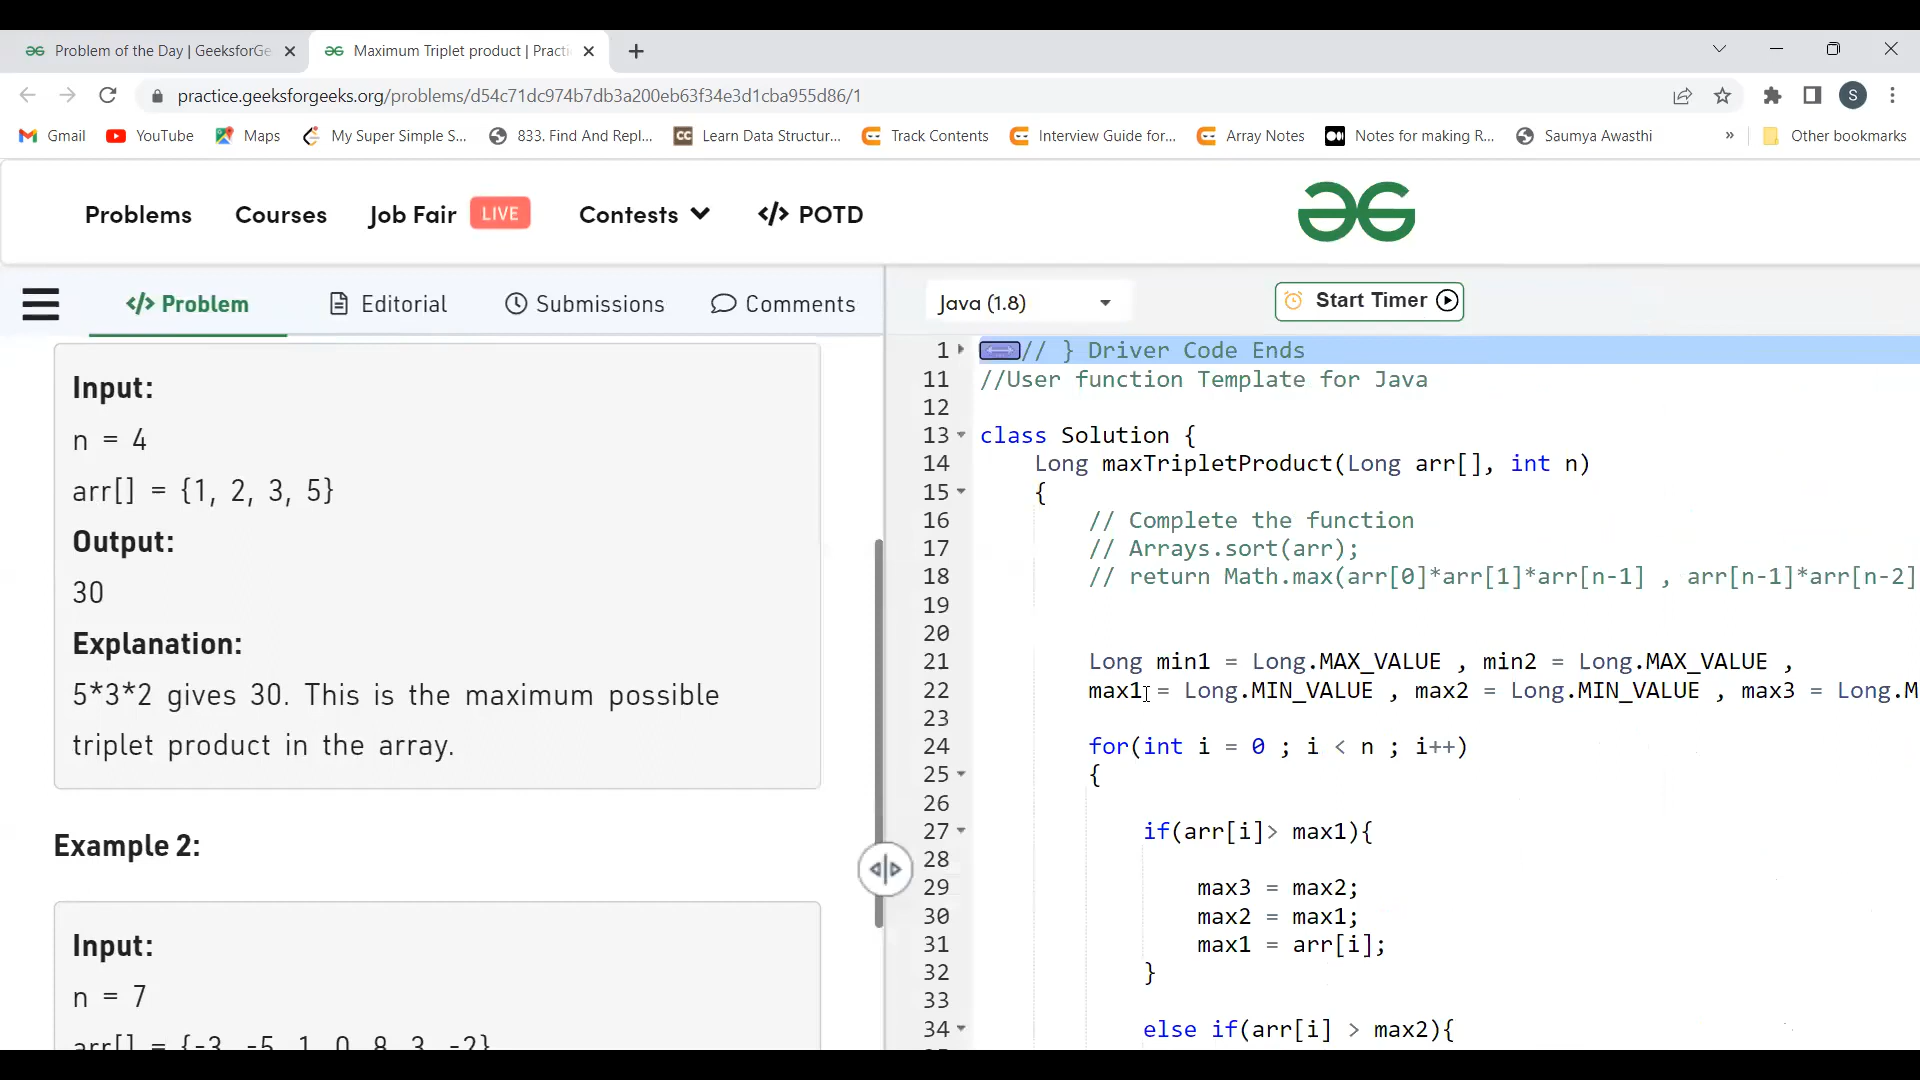 Problem of the Day | GeeksforGe
Maximum Triplet product | Practi
practice.geeksforgeeks.org/problems/d54c71dc974b7db3a200eb63f34e3d1cba955d86/1
S
Gmail
YouTube
Maps
My Super Simple S...
833. Find And Repl...
CC
Learn Data Structur...
Track Contents
Interview Guide for...
Array Notes
Notes for making R...
Saumya Awasthi
»
Other bookmarks
Problems
Courses
Job Fair
LIVE
Contests
</> POTD
</> Problem
Editorial
Submissions
Comments
Java (1.8)
Start Timer
Input:
n = 4
arr[] = {1, 2, 3, 5}
Output:
30
Explanation:
5*3*2 gives 30. This is the maximum possible
triplet product in the array.
Example 2:
Input:
n = 7
arr[] = {-3, -5, 1, 0, 8, 3, -2}
1 // } Driver Code Ends
11 //User function Template for Java
12
13 class Solution {
14 Long maxTripletProduct(Long arr[], int n)
15 {
16 // Complete the function
17 // Arrays.sort(arr);
18 // return Math.max(arr[0]*arr[1]*arr[n-1] , arr[n-1]*arr[n-2]
19
20
21 Long min1 = Long.MAX_VALUE , min2 = Long.MAX_VALUE ,
22 max1 = Long.MIN_VALUE , max2 = Long.MIN_VALUE , max3 = Long.M
23
24 for(int i = 0 ; i < n ; i++)
25 {
26
27 if(arr[i]> max1){
28
29 max3 = max2;
30 max2 = max1;
31 max1 = arr[i];
32 }
33
34 else if(arr[i] > max2){